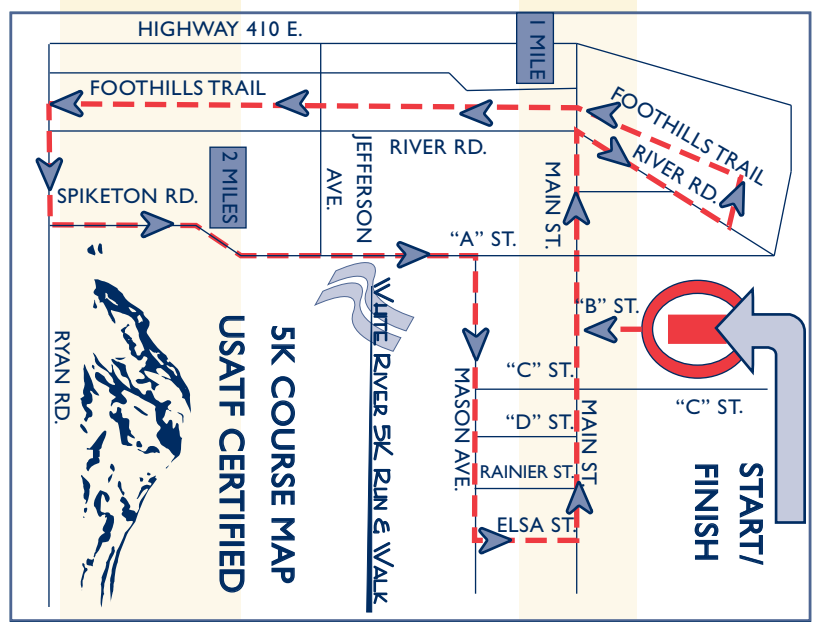 HIGHWAY 410 E.
1 MILE
FOOTHILLS TRAIL
FOOTHILLS TRAIL
RIVER RD.
RIVER RD.
JEFFERSON
AVE.
2 MILES
MAIN ST.
SPIKETON RD.
“A” ST.
“B” ST.
RYAN RD.
USATF CERTIFIED
5K COURSE MAP
WHITE RIVER 5K RUN & WALK
MASON AVE.
“C” ST.
“C” ST.
“D” ST.
MAIN ST.
RAINIER ST.
ELSA ST.
START/
FINISH